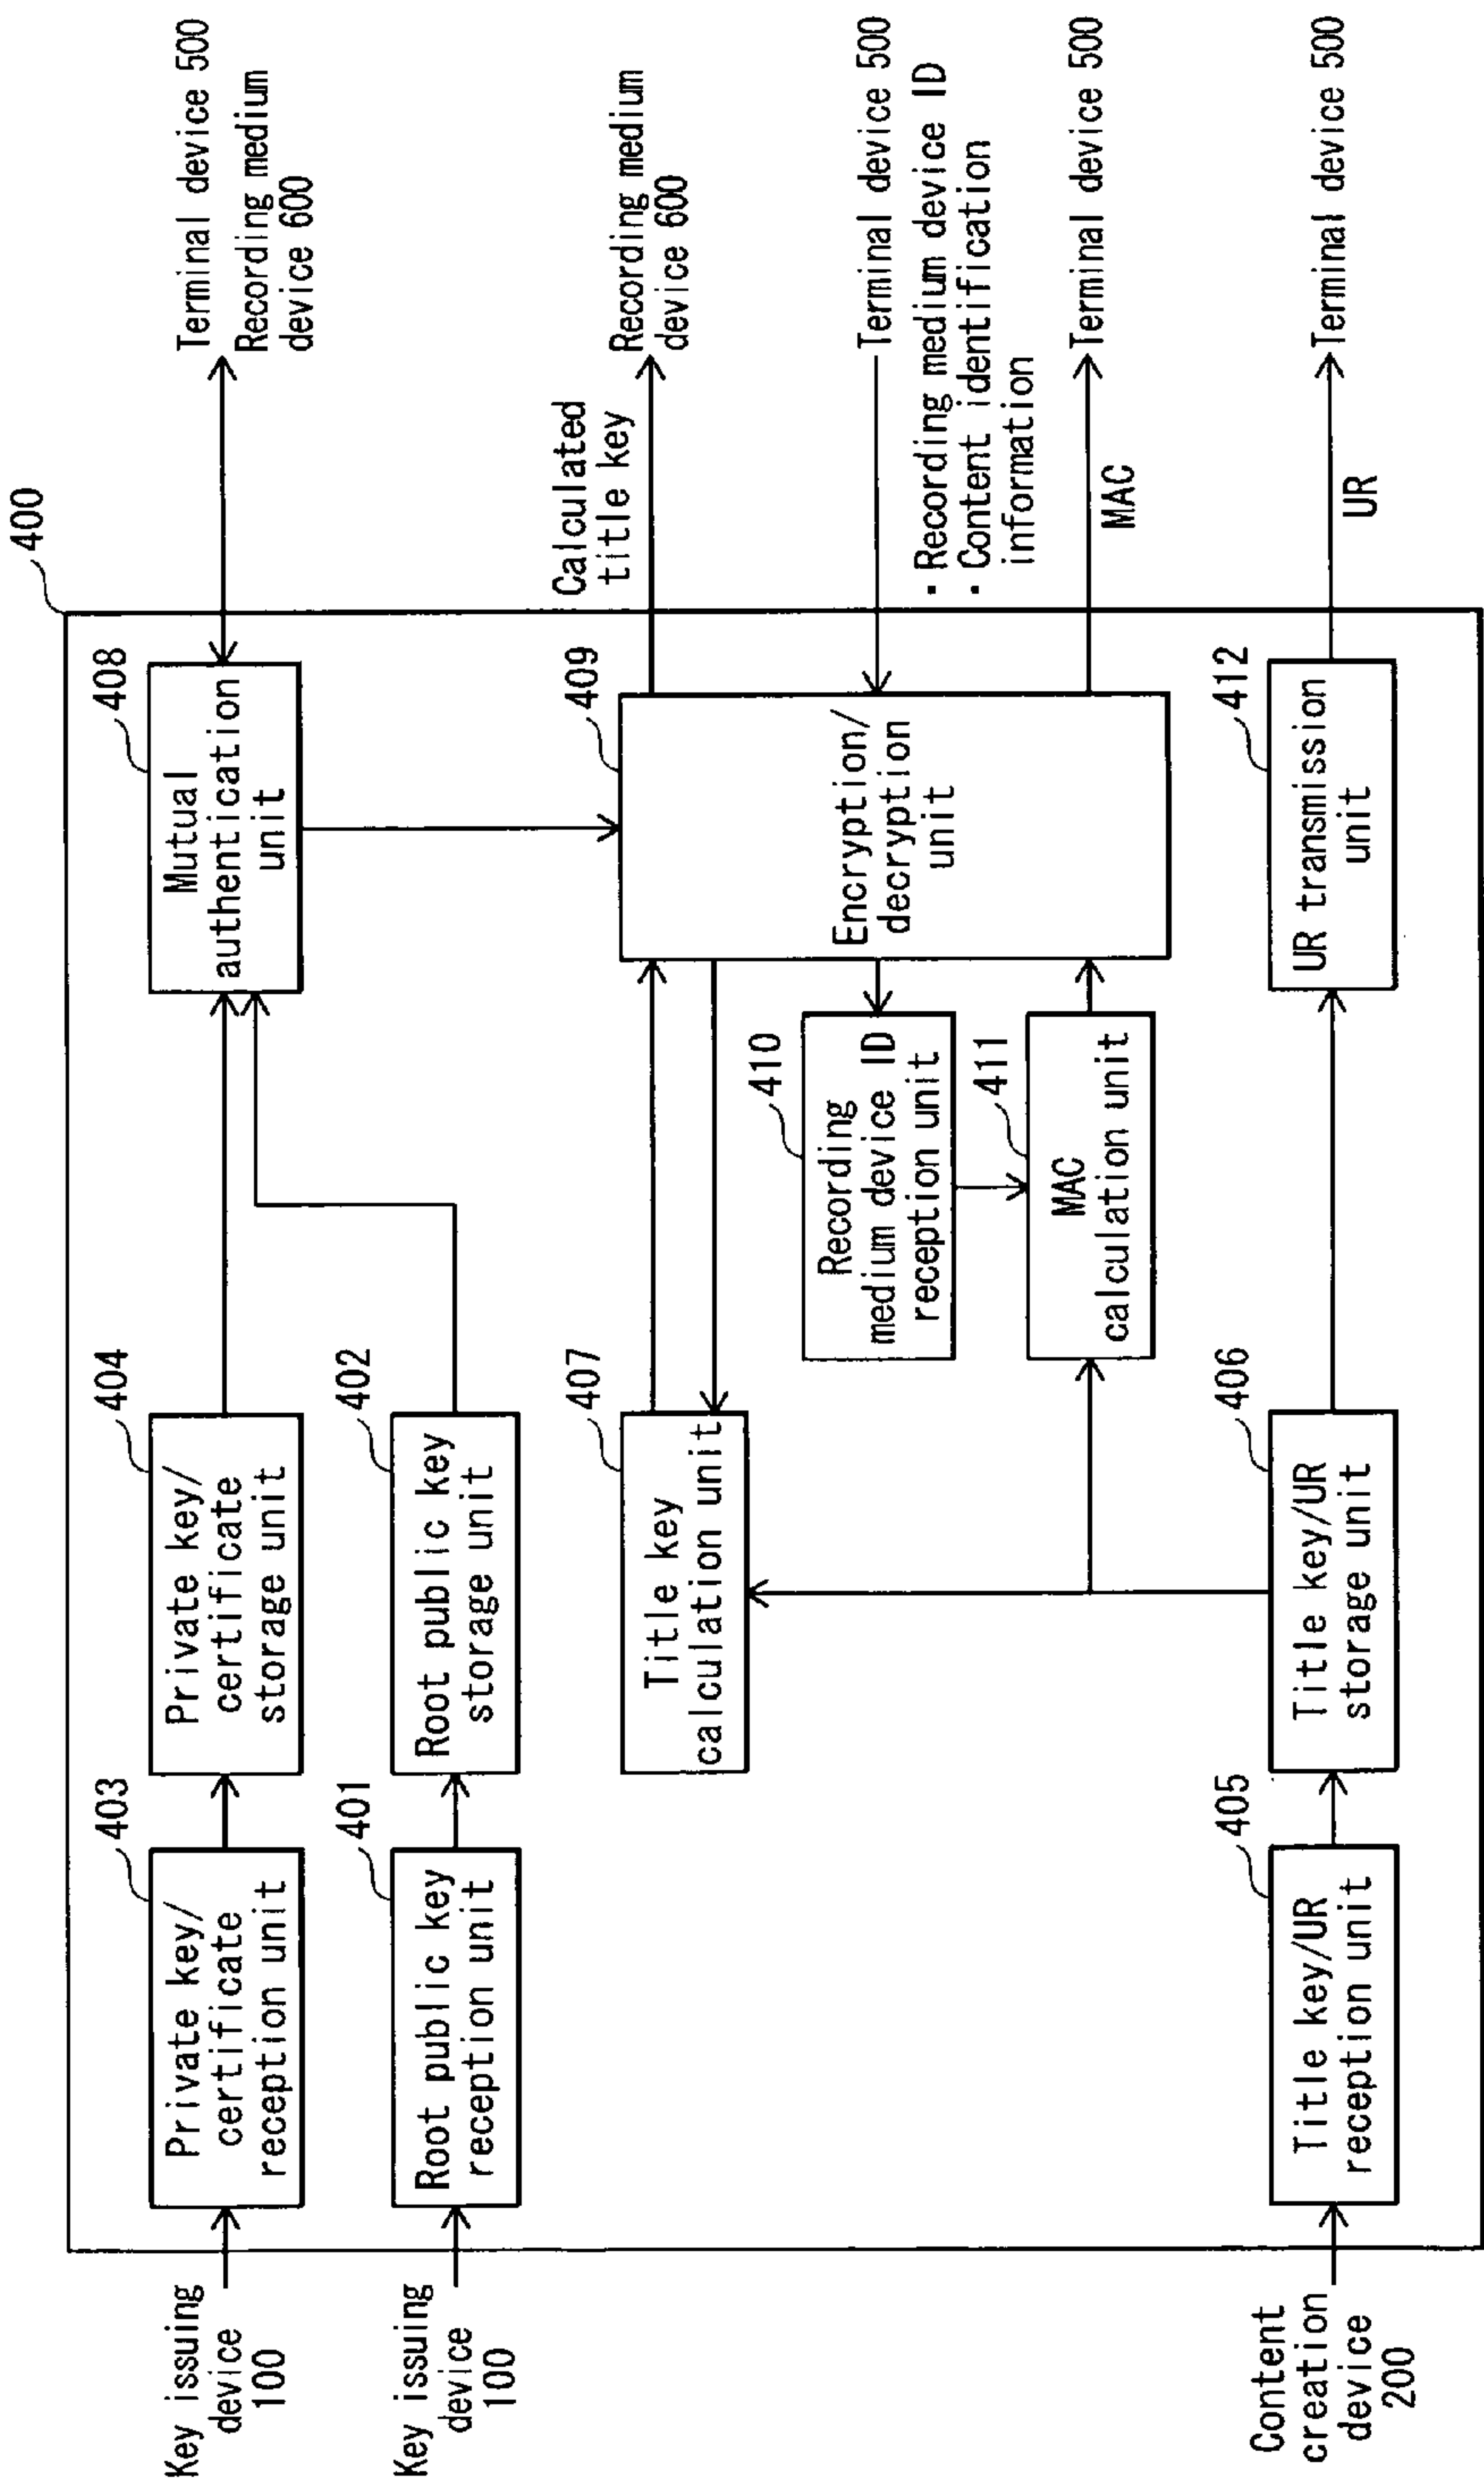 400
Key issuing
device
100
403
Private key/
certificate
reception unit
404
Private key/
certificate
storage unit
408
Mutual
authentication
unit
Terminal device 500
Recording medium
device 600
Key issuing
device
100
401
Root public key
reception unit
402
Root public key
storage unit
407
Title key
calculation unit
409
Encryption/
decryption
unit
Calculated
title key
Recording medium
device 600
410
Recording
medium device ID
reception unit
Terminal device 500
・Recording medium device ID
・Content identification
information
411
MAC
calculation unit
MAC
Terminal device 500
Content
creation
device
200
405
Title key/UR
reception unit
406
Title key/UR
storage unit
412
UR transmission
unit
UR
Terminal device 500